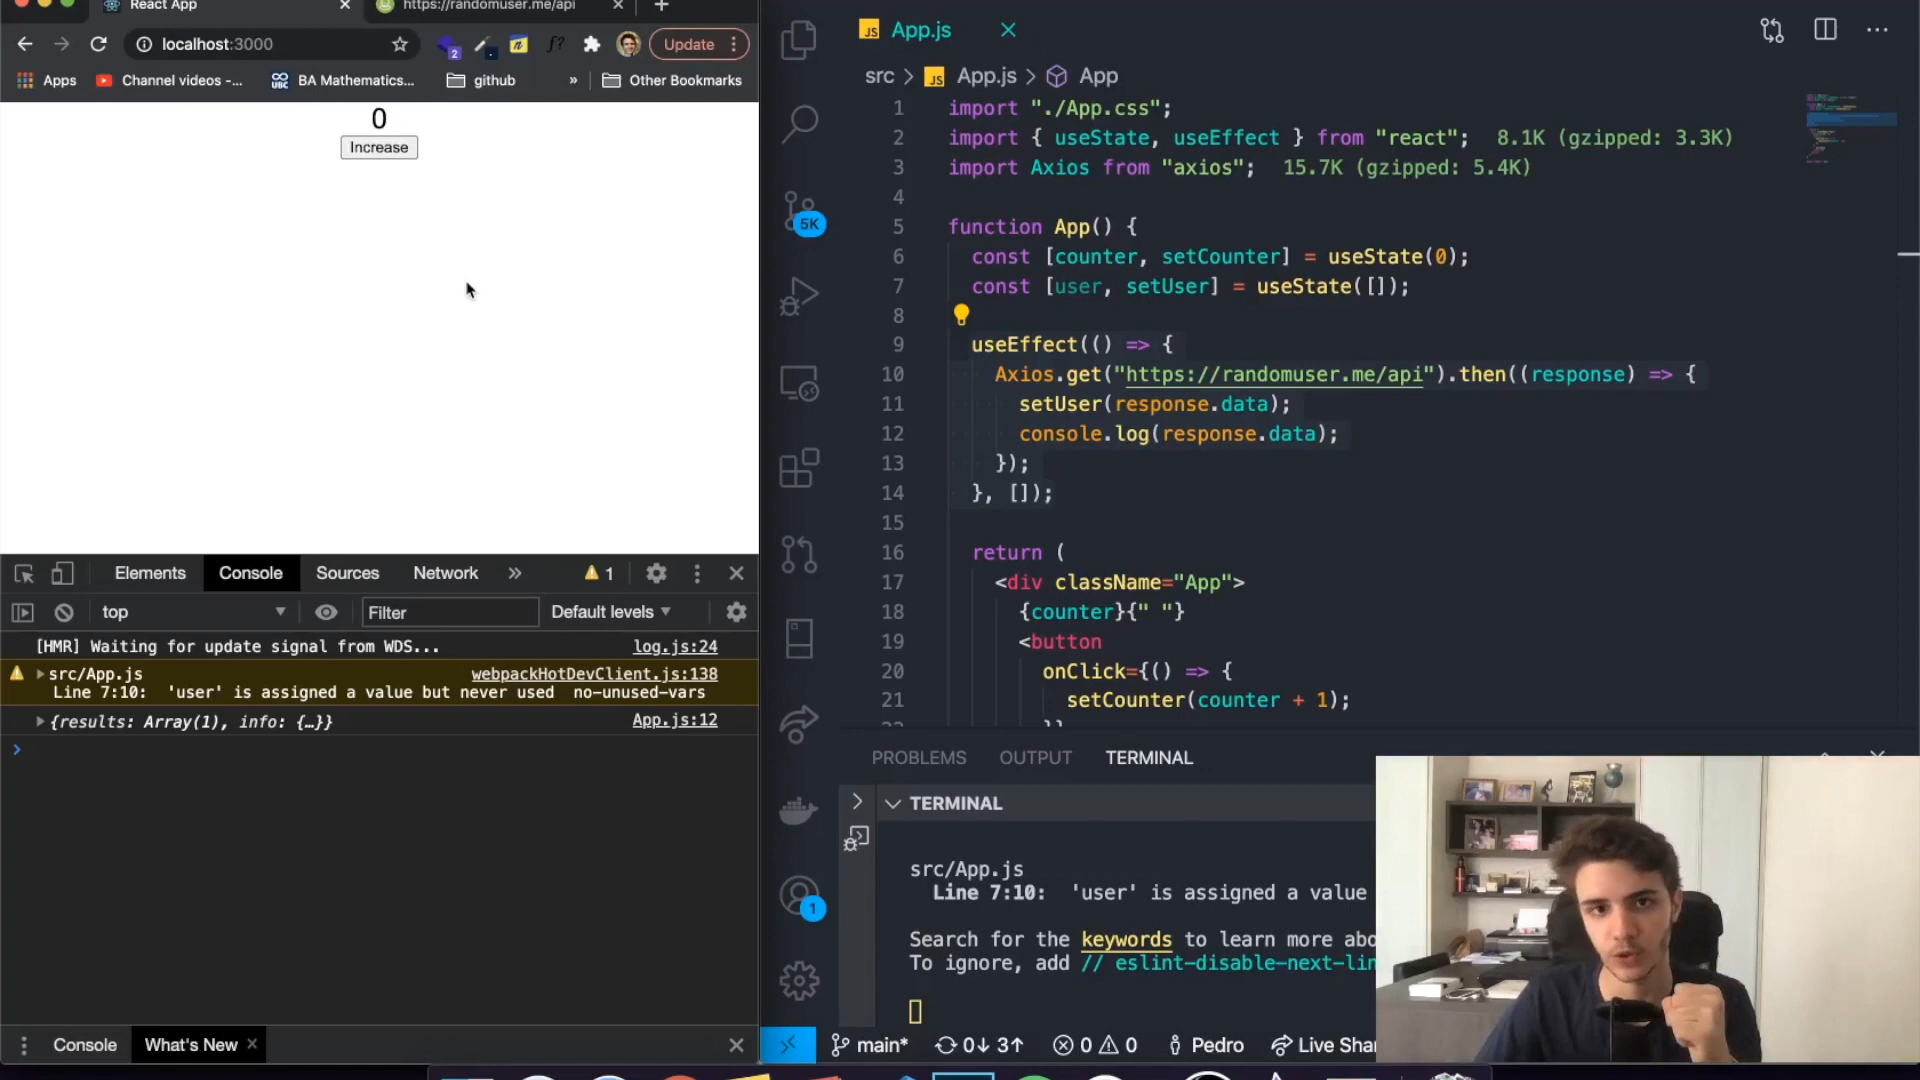 React App
https://randomuser.me/api
localhost:3000
2
Update
Apps
Channel videos -...
BA Mathematics...
github
»
Other Bookmarks
0
Increase
Elements
Console
Sources
Network
»
1
top
Filter
Default levels
[HMR] Waiting for update signal from WDS...
log.js:24
src/App.js
webpackHotDevClient.js:138
Line 7:10:  'user' is assigned a value but never used  no-unused-vars
{results: Array(1), info: {…}}
App.js:12
Console
What's New
JS App.js
src > JS App.js > App
5K
1
1 import "./App.css";
2 import { useState, useEffect } from "react";  8.1K (gzipped: 3.3K)
3 import Axios from "axios";  15.7K (gzipped: 5.4K)
4
5 function App() {
6 const [counter, setCounter] = useState(0);
7 const [user, setUser] = useState([]);
8
9 useEffect(() => {
10 Axios.get("https://randomuser.me/api").then((response) => {
11 setUser(response.data);
12 console.log(response.data);
13 });
14 }, []);
15
16 return (
17 <div className="App">
18 {counter}{" "}
19 <button
20 onClick={() => {
21 setCounter(counter + 1);
PROBLEMS
OUTPUT
TERMINAL
TERMINAL
src/App.js
Line 7:10:  'user' is assigned a value
Search for the keywords to learn more abo
To ignore, add // eslint-disable-next-lin
main*
0↓ 3↑
0
0
Pedro
Live Shar